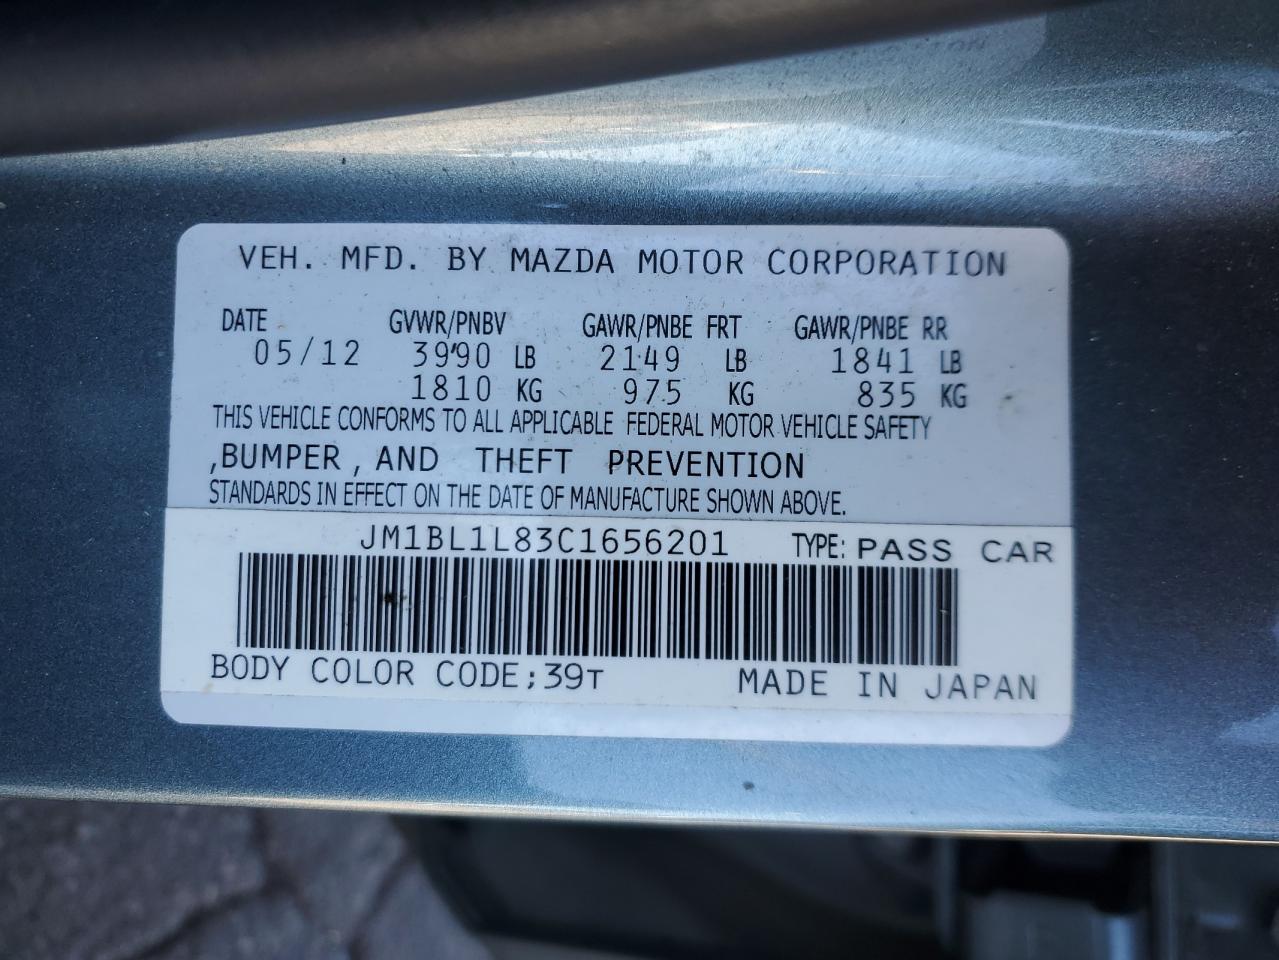 VEH. MFD. BY MAZDA MOTOR CORPORATION
DATE GVWR/PNBV GAWR/PNBE FRT GAWR/PNBE RR
05/12 3990 LB 2149 LB 1841 LB
1810 KG 975 KG 835 KG
THIS VEHICLE CONFORMS TO ALL APPLICABLE FEDERAL MOTOR VEHICLE SAFETY
,BUMPER, AND THEFT PREVENTION
STANDARDS IN EFFECT ON THE DATE OF MANUFACTURE SHOWN ABOVE.
JM1BL1L83C1656201 TYPE: PASS CAR
BODY COLOR CODE;39T MADE IN JAPAN